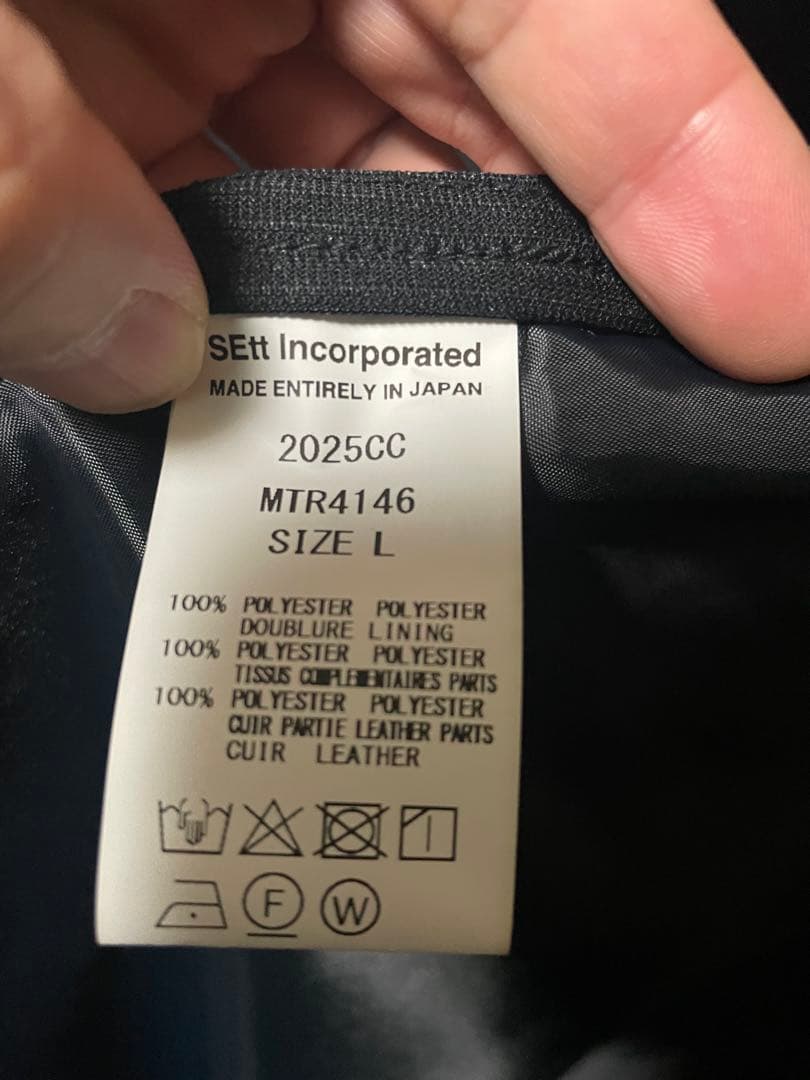 SEtt Incorporated
MADE ENTIRELY IN JAPAN
2025CC
MTR4146
SIZE L
100% POLYESTER POLYESTER
DOUBLURE LINING
100% POLYESTER POLYESTER
TISSUS COMPLEMENTAIRES PARTS
100% POLYESTER POLYESTER
CUIR PARTIE LEATHER PARTS
CUIR LEATHER
F W